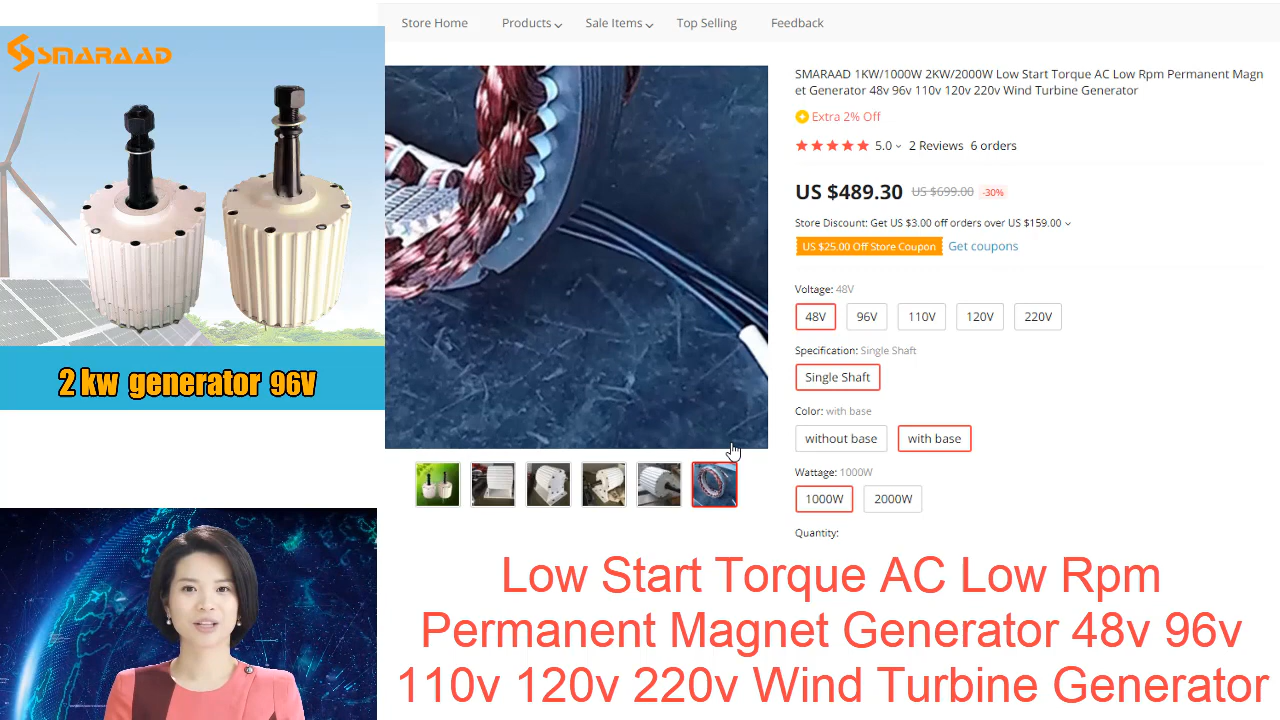 SMARAAD
2 kw generator 96V
Store Home Products Sale Items Top Selling Feedback
SMARAAD 1KW/1000W 2KW/2000W Low Start Torque AC Low Rpm Permanent Magn
et Generator 48v 96v 110v 120v 220v Wind Turbine Generator
Extra 2% Off
5.0 2 Reviews 6 orders
US $489.30 US $699.00 -30%
Store Discount: Get US $3.00 off orders over US $159.00
US $25.00 Off Store Coupon Get coupons
Voltage: 48V
48V 96V 110V 120V 220V
Specification: Single Shaft
Single Shaft
Color: with base
without base with base
Wattage: 1000W
1000W 2000W
Quantity:
Low Start Torque AC Low Rpm
Permanent Magnet Generator 48v 96v
110v 120v 220v Wind Turbine Generator